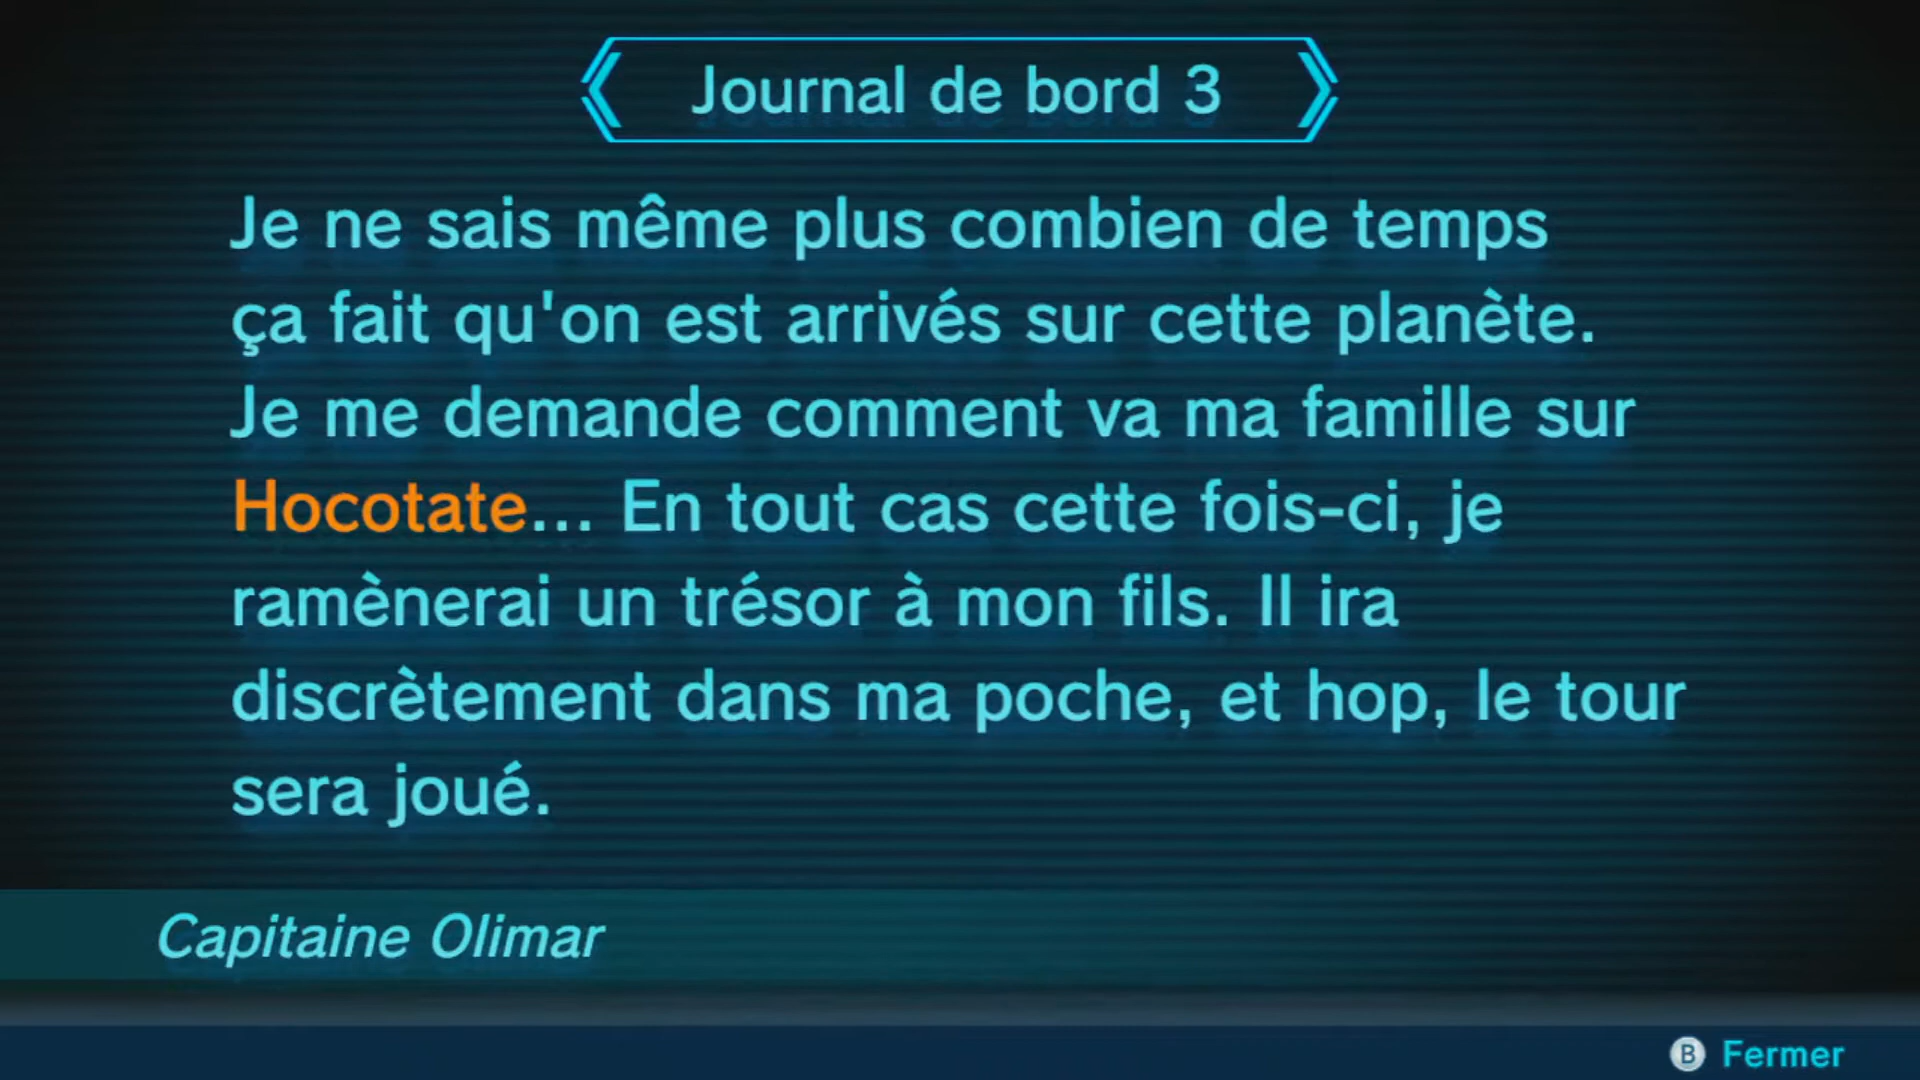 Journal de bord 3
Je ne sais même plus combien de temps
ça fait qu'on est arrivés sur cette planète.
Je me demande comment va ma famille sur
Hocotate... En tout cas cette fois-ci, je
ramènerai un trésor à mon fils. Il ira
discrètement dans ma poche, et hop, le tour
sera joué.
Capitaine Olimar
B Fermer